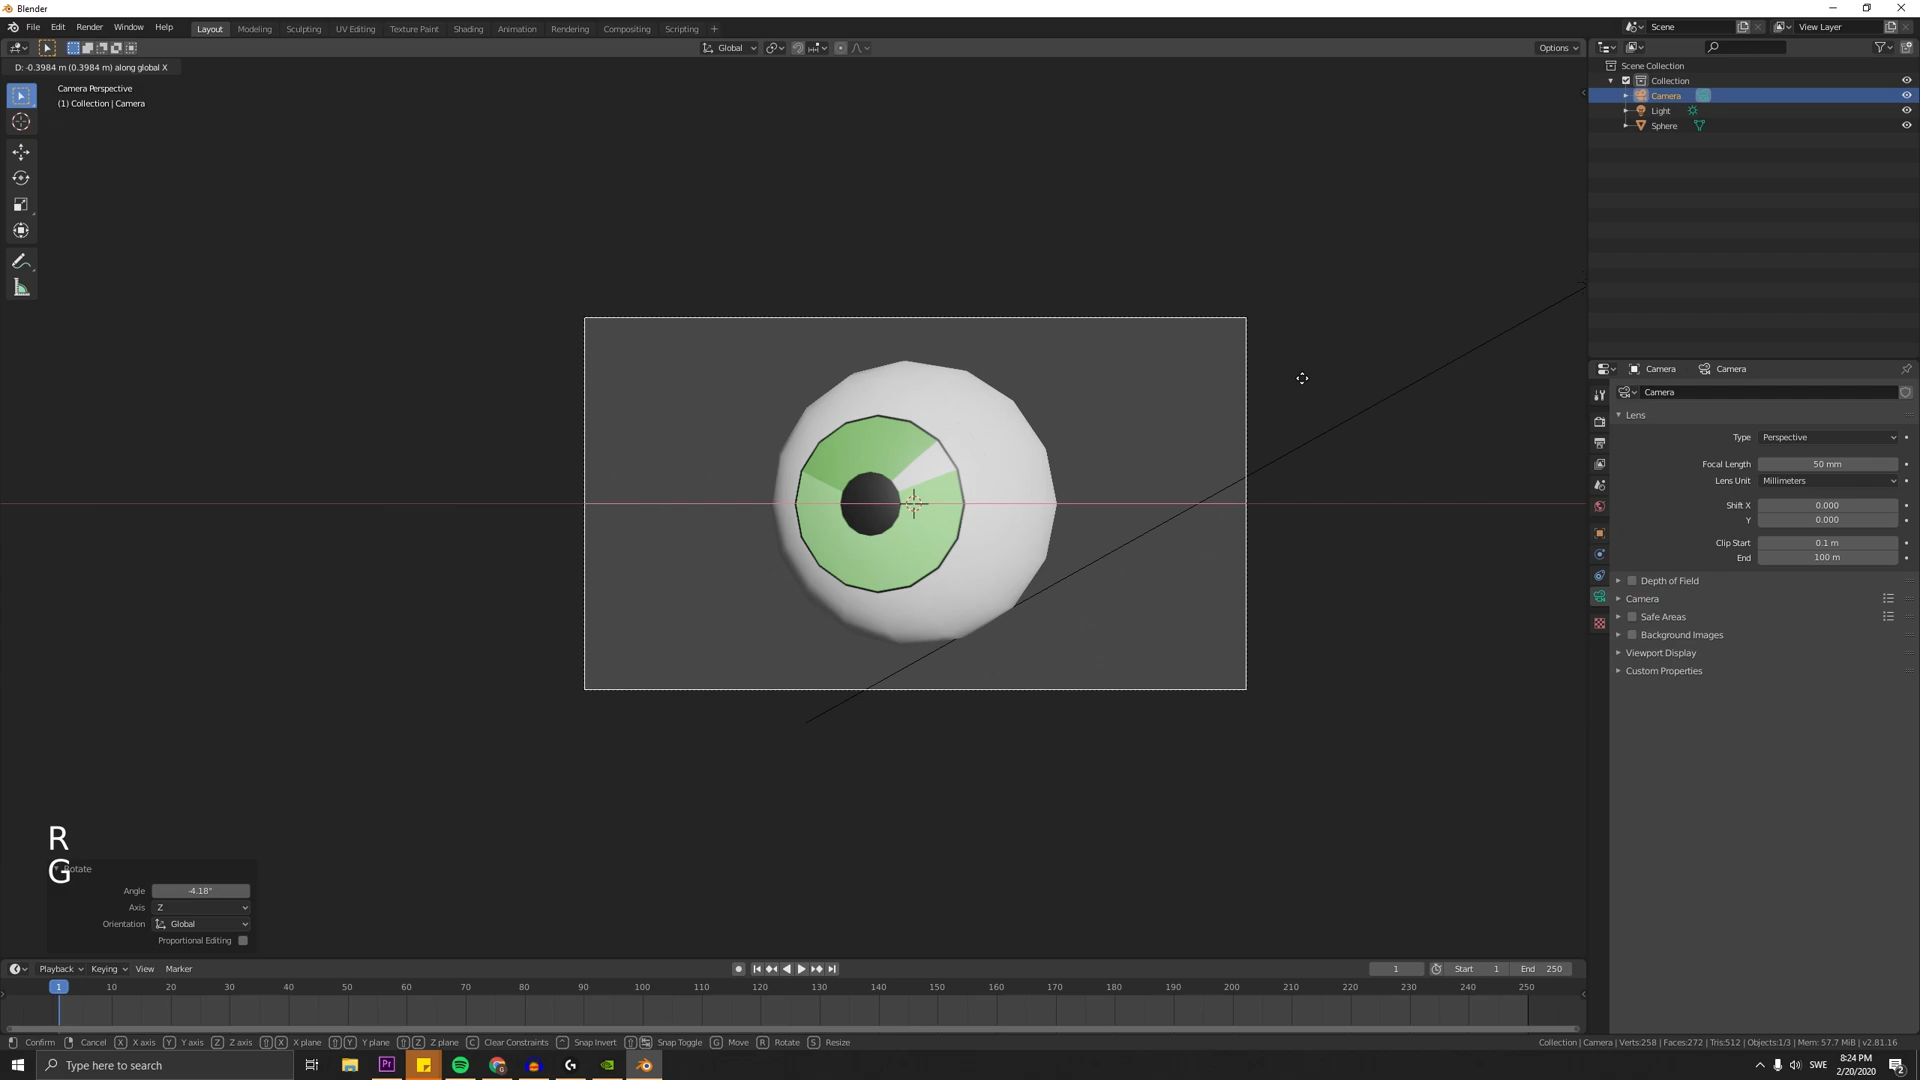 Blender
File Edit Render Window Help
Layout Modeling Sculpting UV Editing Texture Paint Shading Animation Rendering Compositing Scripting +
Scene
View Layer
Global
Options
D: -0.3984 m (0.3984 m) along global X
Camera Perspective
(1) Collection | Camera
Scene Collection
Collection
Camera
Light
Sphere
Camera
Camera
Camera
Lens
Type Perspective
Focal Length 50 mm
Lens Unit Millimeters
Shift X 0.000
Y 0.000
Clip Start 0.1 m
End 100 m
Depth of Field
Camera
Safe Areas
Background Images
Viewport Display
Custom Properties
R
G
Rotate
Angle -4.18°
Axis Z
Orientation Global
Proportional Editing
Playback Keying View Marker
1 Start 1 End 250
1 10 20 30 40 50 60 70 80 90 100 110 120 130 140 150 160 170 180 190 200 210 220 230 240 250
Confirm Cancel X X axis Y Y axis Z Z axis X X plane Y Y plane Z Z plane C Clear Constraints Snap Invert Snap Toggle G Move R Rotate S Resize
Collection | Camera | Verts:258 | Faces:272 | Tris:512 | Objects:1/3 | Mem: 57.7 MiB | v2.81.16
Type here to search
Pr
SWE
8:24 PM
2/20/2020
2